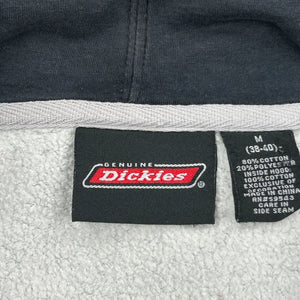 GENUINE
Dickies
®
M
(38-40)
80% COTTON
20% POLYESTER
INSIDE HOOD:
100% COTTON
EXCLUSIVE OF
DECORATION
MADE IN CHINA
CARE IN
SIDE SEAM